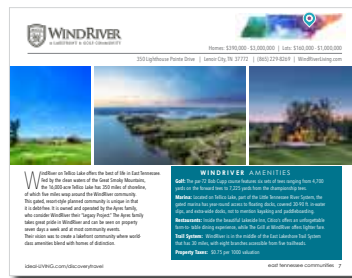 WINDRIVER
A LAKEFRONT & GOLF COMMUNITY
Homes: $390,000 - $3,000,000 | Lots: $160,000 - $1,000,000
350 Lighthouse Pointe Drive | Lenoir City, TN 37772 | (865) 229-8269 | WindRiverLiving.com
WindRiver on Tellico Lake offers the best of life in East Tennessee
Fed by the clean waters of the Great Smoky Mountains,
the 16,000-acre Tellico Lake has 350 miles of shoreline,
of which five miles wrap around the WindRiver community.
This gated, resort-style planned community is unique in that
it is debt-free. It is owned and operated by the Ayres family,
who consider WindRiver their "Legacy Project." The Ayres family
takes great pride in WindRiver and can be seen on property
seven days a week and at most community events.
Their vision was to create a lakefront community where world
class amenities blend with homes of distinction.
WINDRIVER AMENITIES
Golf: The par-72 Bob Cupp course features six sets of tees ranging from 4,700
yards on the forward tees to 7,225 yards from the championship tees.
Marina: Located on Tellico Lake, part of the Little Tennessee River System, the
gated marina has year-round access to floating docks, covered 30-90 ft. in-water
slips, and extra-wide docks, not to mention kayaking and paddleboarding.
Restaurants: Inside the beautiful Lakeside Inn, Citico's offers an unforgettable
farm-to-table dining experience, while The Grill at WindRiver offers lighter fare.
Trail System: WindRiver is in the middle of the East Lakeshore Trail System
that has 30 miles, with eight branches accessible from five trailheads.
Property Taxes: $0.75 per 1000 valuation
ideal-LIVING.com/discovertravel
east tennessee communities 7